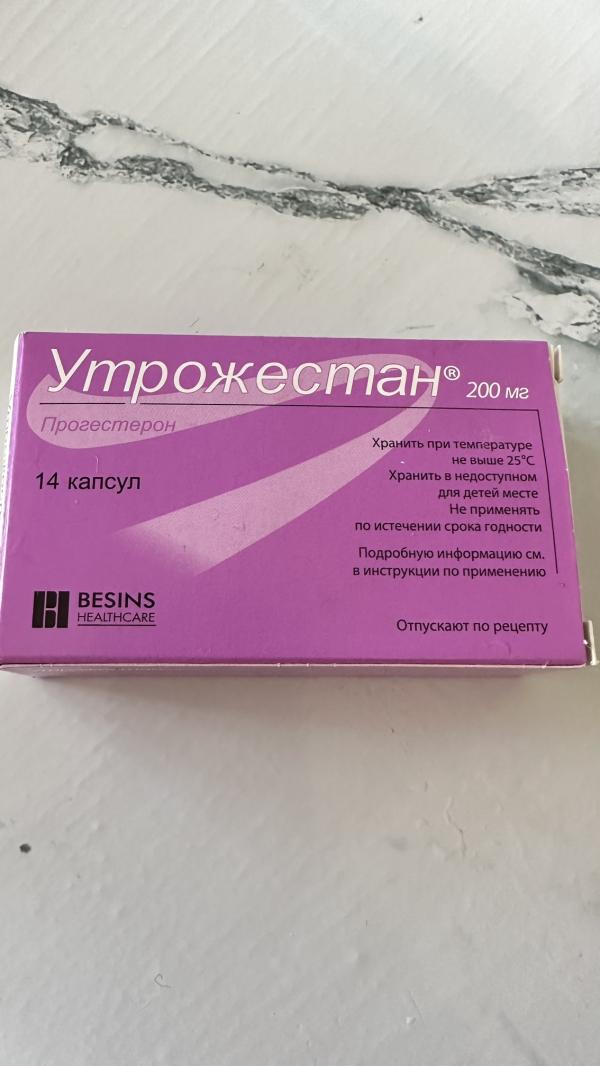 Утрожестан® 200 мг
Прогестерон
14 капсул
Хранить при температуре
не выше 25°C
Хранить в недоступном
для детей месте
Не применять
по истечении срока годности
Подробную информацию см.
в инструкции по применению
BESINS
HEALTHCARE
Отпускают по рецепту